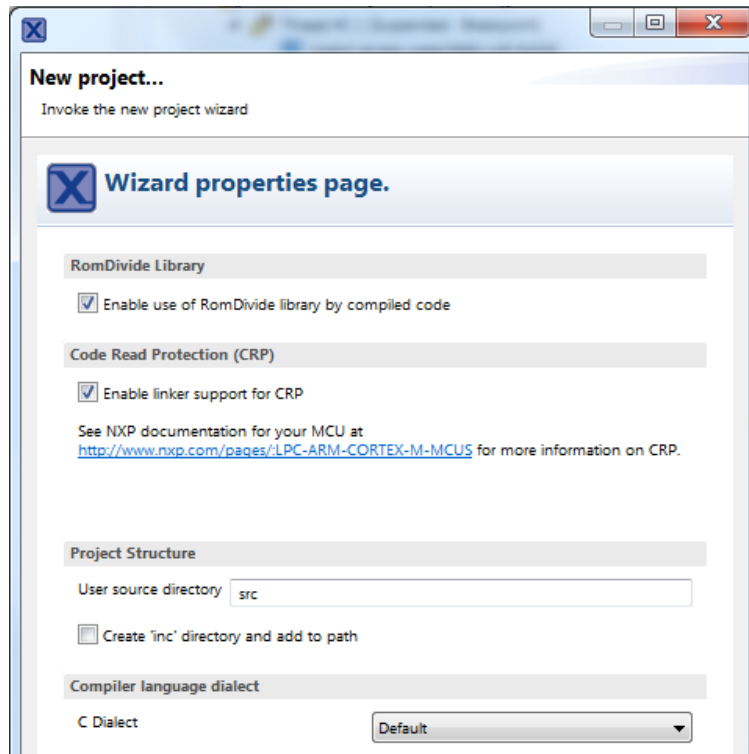 New project...
Invoke the new project wizard
Wizard properties page.
RomDivide Library
Enable use of RomDivide library by compiled code
Code Read Protection (CRP)
Enable linker support for CRP
See NXP documentation for your MCU at
http://www.nxp.com/pages/:LPC-ARM-CORTEX-M-MCUS for more information on CRP.
Project Structure
User source directory src
Create 'inc' directory and add to path
Compiler language dialect
C Dialect Default